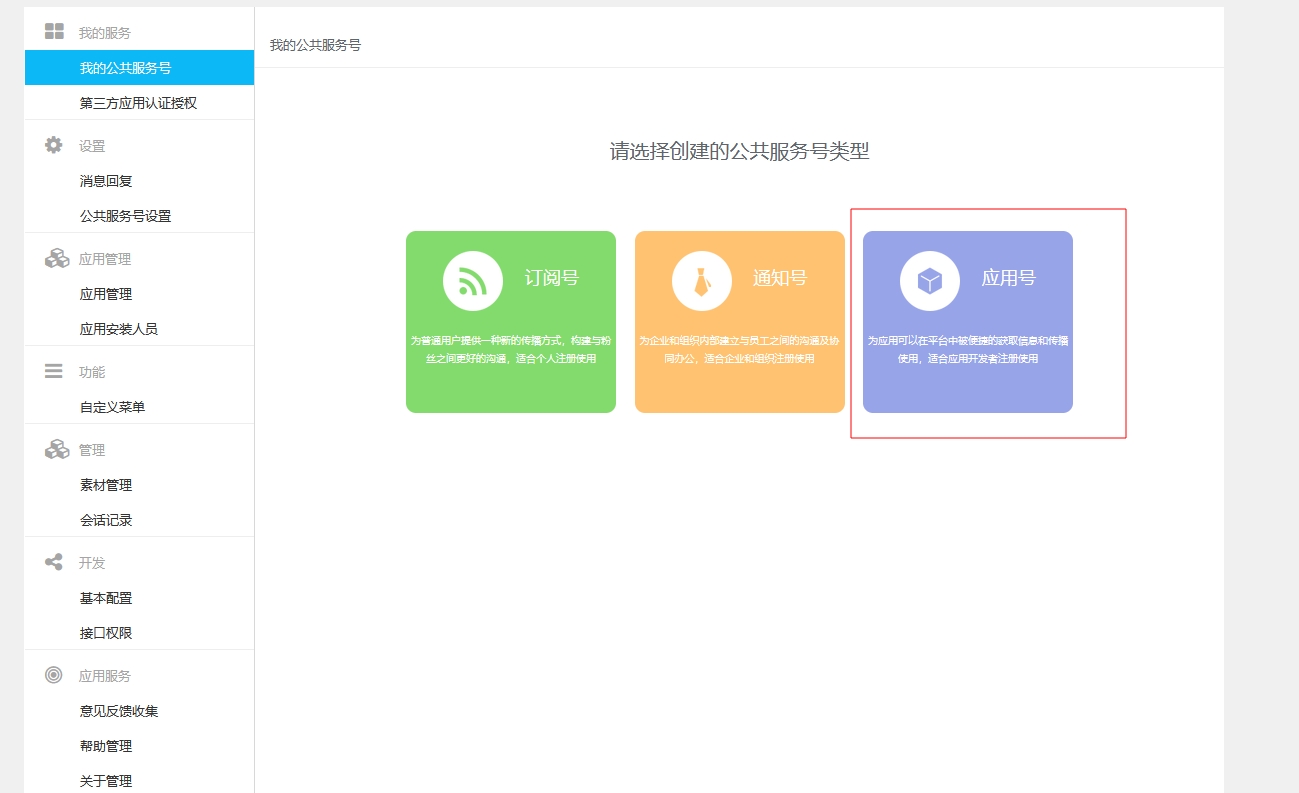 我的服务
我的公共服务号
第三方应用认证授权
设置
消息回复
公共服务号设置
应用管理
应用管理
应用安装人员
功能
自定义菜单
管理
素材管理
会话记录
开发
基本配置
接口权限
应用服务
意见反馈收集
帮助管理
关于管理
我的公共服务号
请选择创建的公共服务号类型
订阅号
为普通用户提供一种新的传播方式，构建与粉
丝之间更好的沟通，适合个人注册使用
通知号
为企业和组织内部建立与员工之间的沟通及协
同办公，适合企业和组织注册使用
应用号
为应用可以在平台中被便捷的获取信息和传播
使用，适合应用开发者注册使用